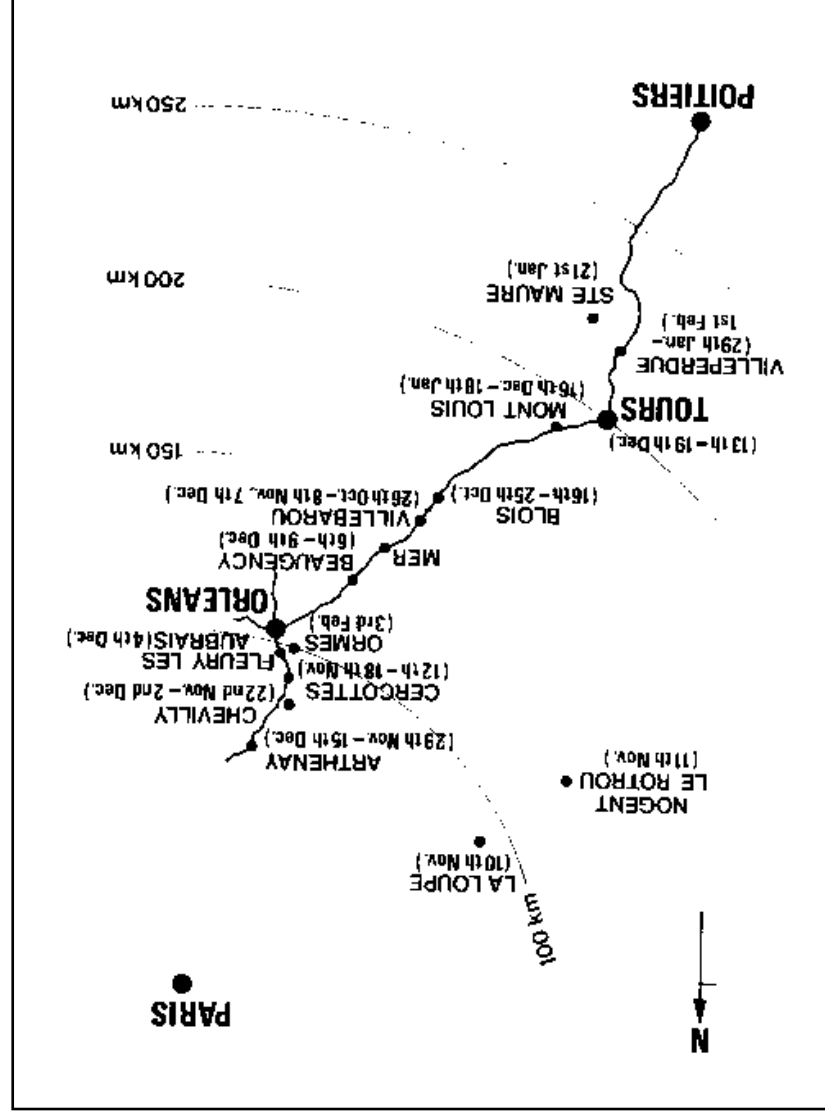 N
PARIS
100 km
LA LOUPE
(10th Nov.)
NOGENT
LE ROTROU
(11th Nov.)
ARTHENAY
(29th Nov.–15th Dec.)
CHEVILLY
(22nd Nov.–2nd Dec.)
CERCOTTES
(12th–18th Nov)
FLEURY LES
AUBRAIS (4th Dec.)
ORMES
(3rd Feb.)
ORLEANS
BEAUGENCY
(6th–9th Dec)
MER
VILLEBAROU
(26th Oct.–8th Nov., 7th Dec.)
BLOIS
(16th–25th Oct.)
150 km
(13th–19th Dec.)
TOURS
MONT LOUIS
(16th Dec.–18th Jan.)
VILLEPERDUE
(29th Jan.–
1st Feb.)
STE MAURE
(21st Jan.)
200 km
250 km
POITIERS